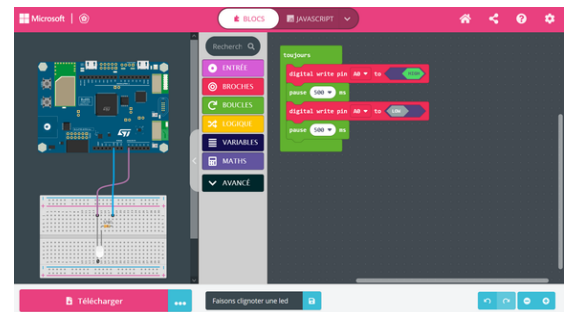 Microsoft
BLOCS
JAVASCRIPT
Recherch
ENTRÉE
BROCHES
BOUCLES
LOGIQUE
VARIABLES
MATHS
AVANCÉ
toujours
digital write pin A0 to HIGH
pause 500 ms
digital write pin A0 to LOW
pause 500 ms
Télécharger
Faisons clignoter une led